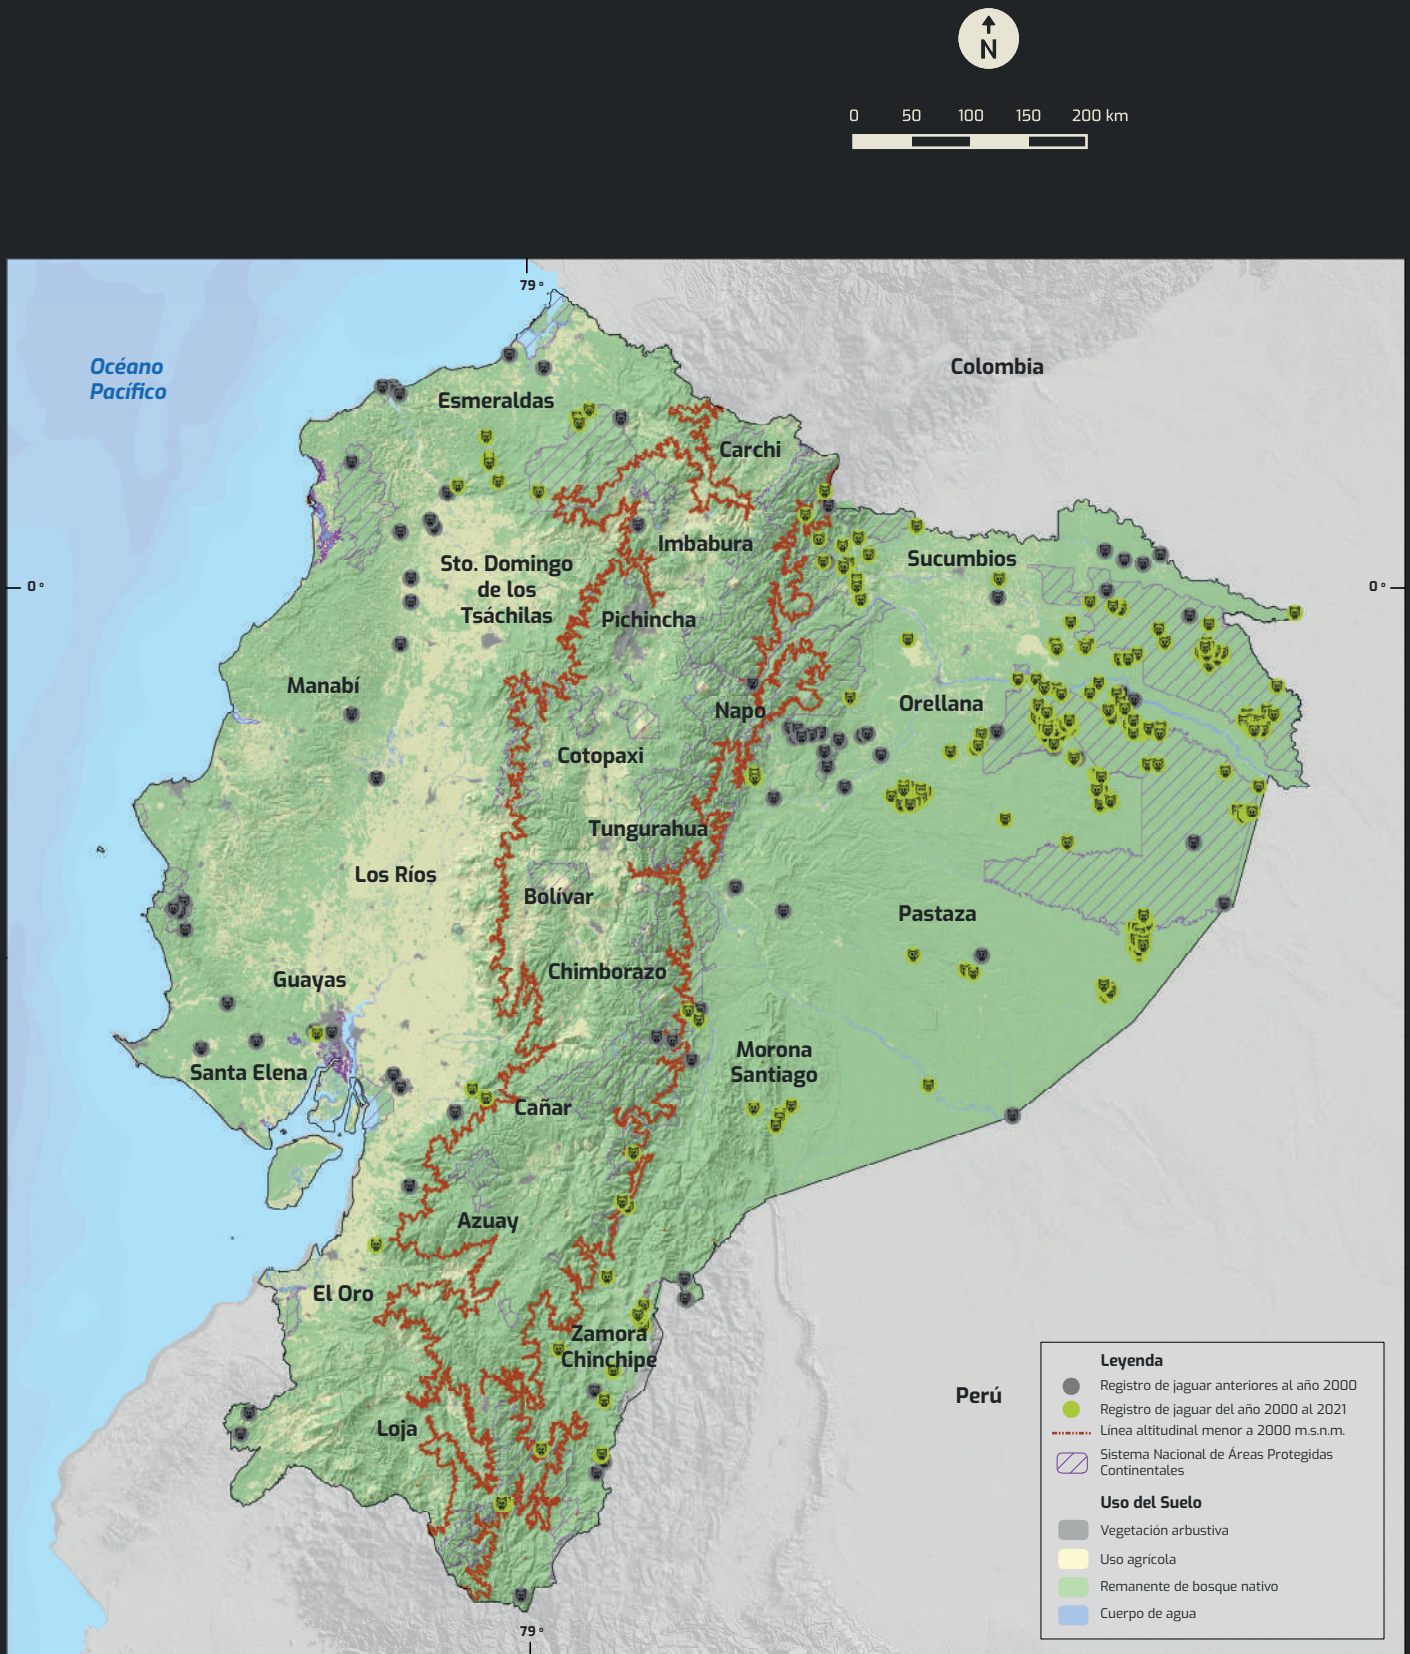 N
0 50 100 150 200 km
79°
Océano
Pacífico
Colombia
Esmeraldas
Carchi
Imbabura
Sucumbios
Sto. Domingo
de los
Tsáchilas
0°
0°
Pichincha
Manabí
Napo
Orellana
Cotopaxi
Tungurahua
Los Ríos
Bolívar
Pastaza
Chimborazo
Guayas
Morona
Santiago
Santa Elena
Cañar
Azuay
El Oro
Zamora
Chinchipe
Perú
Loja
79°
Leyenda
Registro de jaguar anteriores al año 2000
Registro de jaguar del año 2000 al 2021
Línea altitudinal menor a 2000 m.s.n.m.
Sistema Nacional de Áreas Protegidas
Continentales
Uso del Suelo
Vegetación arbustiva
Uso agrícola
Remanente de bosque nativo
Cuerpo de agua